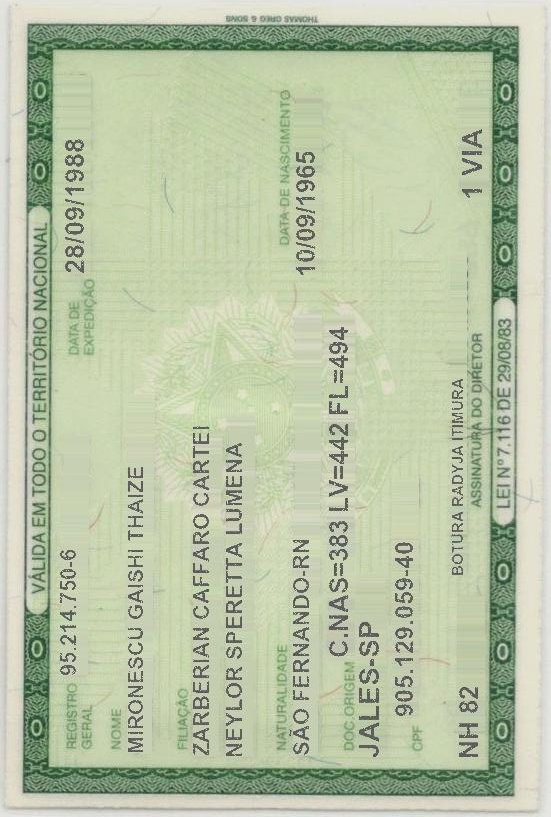 VÁLIDA EM TODO O TERRITÓRIO NACIONAL
REGISTRO GERAL 95.214.750-6 DATA DE EXPEDIÇÃO 28/09/1988
NOME
MIRONESCU GAISHI THAIZE
FILIAÇÃO
ZARBERIAN CAFFARO CARTEI
NEYLOR SPERETTA LUMENA
NATURALIDADE DATA DE NASCIMENTO
SÃO FERNANDO-RN 10/09/1965
DOC.ORIGEM C.NAS=383 LV=442 FL=494
JALES-SP
CPF 905.129.059-40
BOTURA RADYJA ITIMURA
NH 82 1 VIA
ASSINATURA DO DIRETOR
LEI Nº 7.116 DE 29/08/83
THOMAS GREG & SONS